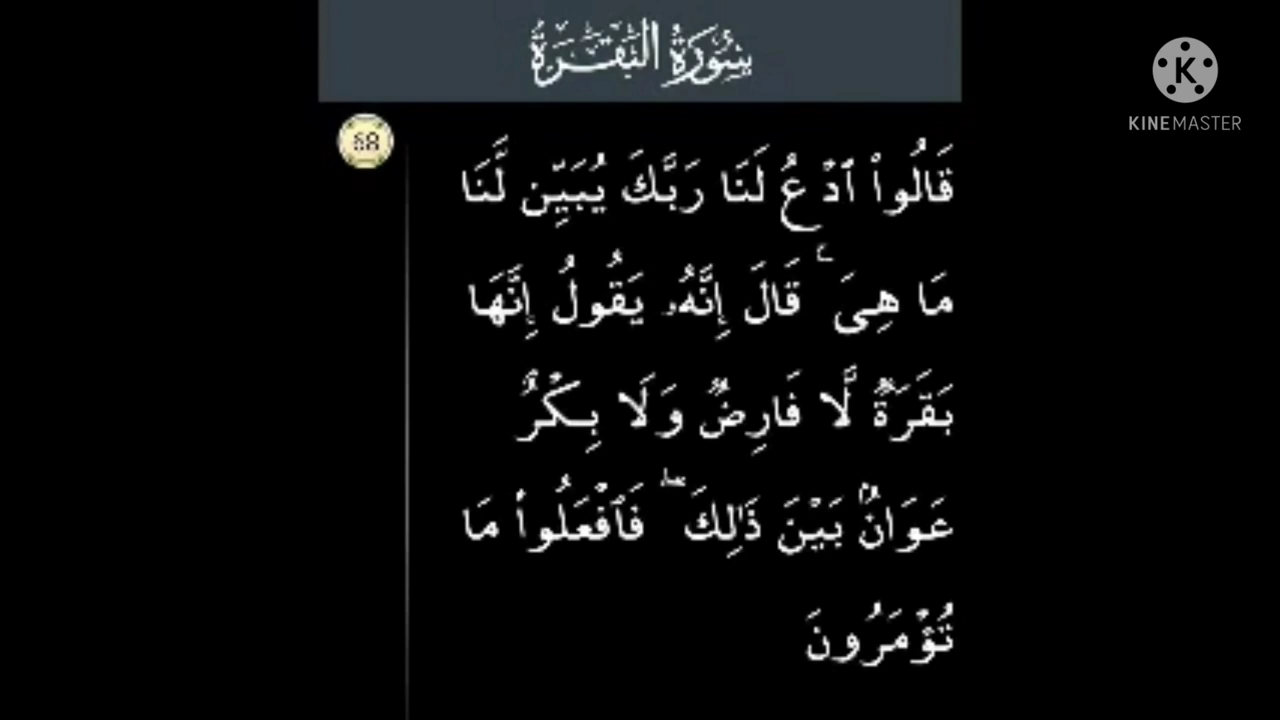 سُورَةُ البَقَرَةِ
K
KINEMASTER
68
قَالُوا۟ ٱدْعُ لَنَا رَبَّكَ يُبَيِّن لَّنَا
مَا هِىَ ۚ قَالَ إِنَّهُۥ يَقُولُ إِنَّهَا
بَقَرَةٌ لَّا فَارِضٌ وَلَا بِكْرٌ
عَوَانٌۢ بَيْنَ ذَٰلِكَ ۖ فَٱفْعَلُوا۟ مَا
تُؤْمَرُونَ